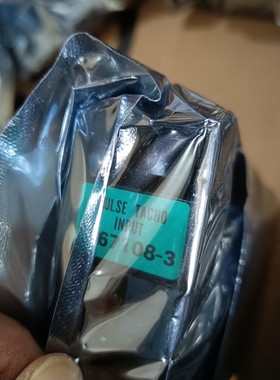 ULSE TACHO
INPUT
67108-3